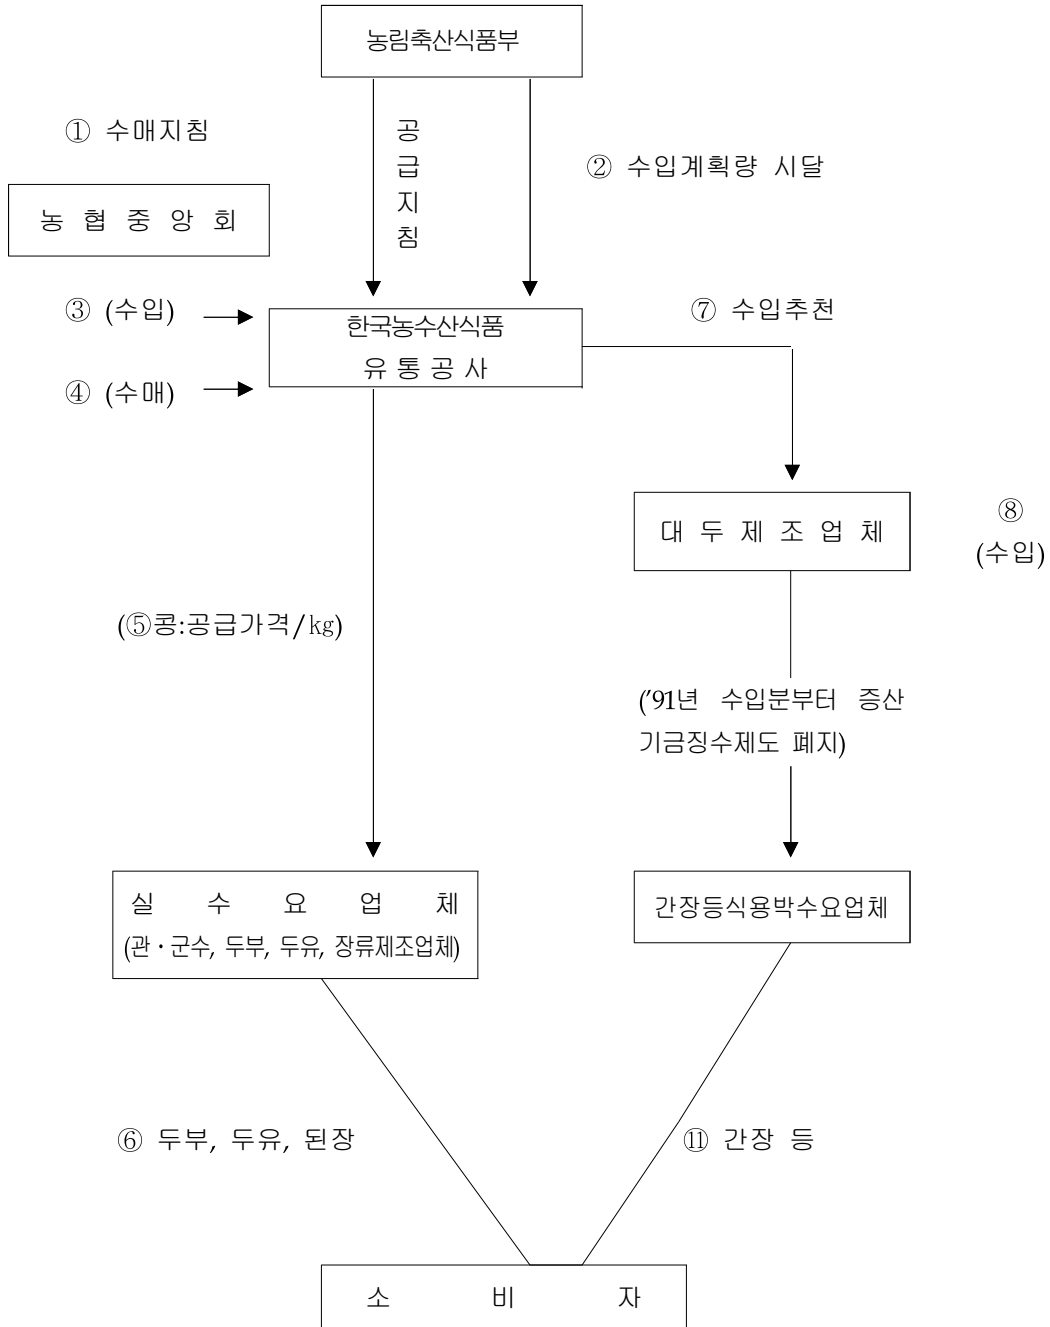 농림축산식품부
① 수매지침
공
급
지
침
② 수입계획량 시달
농 협 중 앙 회
③ (수입)
한국농수산식품
유 통 공 사
⑦ 수입추천
④ (수매)
대 두 제 조 업 체
⑧
(수입)
(⑤콩:공급가격/㎏)
('91년 수입분부터 증산
기금징수제도 폐지)
실 수 요 업 체
(관・군수, 두부, 두유, 장류제조업체)
간장등식용박수요업체
⑥ 두부, 두유, 된장
⑪ 간장 등
소 비 자